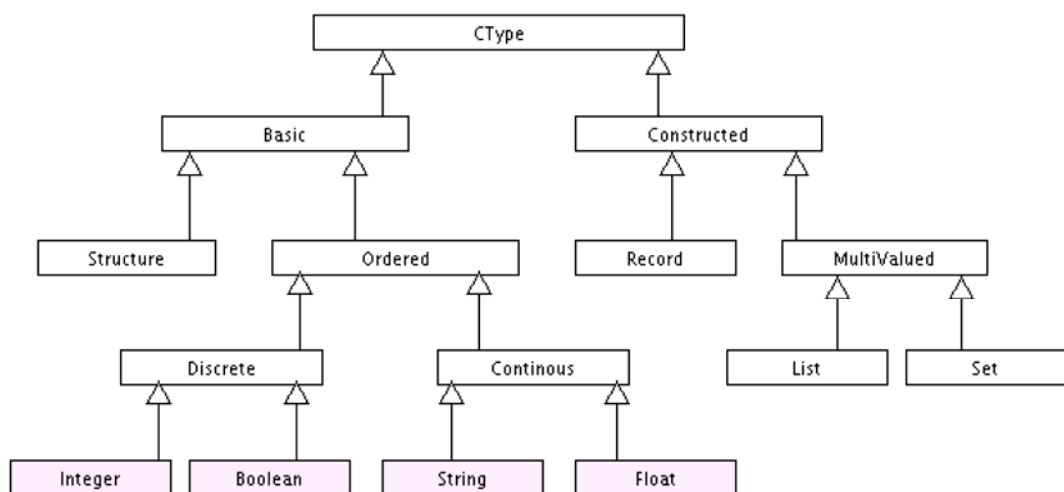 CType
Basic
Constructed
Structure
Ordered
Record
MultiValued
Discrete
Continous
List
Set
Integer
Boolean
String
Float